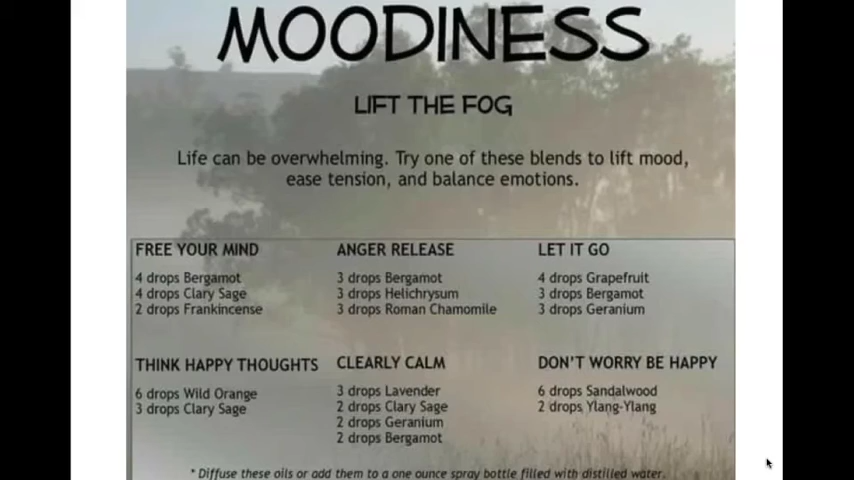 MOODINESS
LIFT THE FOG
Life can be overwhelming. Try one of these blends to lift mood,
ease tension, and balance emotions.
FREE YOUR MIND
4 drops Bergamot
4 drops Clary Sage
2 drops Frankincense
ANGER RELEASE
3 drops Bergamot
3 drops Helichrysum
3 drops Roman Chamomile
LET IT GO
4 drops Grapefruit
3 drops Bergamot
3 drops Geranium
THINK HAPPY THOUGHTS
6 drops Wild Orange
3 drops Clary Sage
CLEARLY CALM
3 drops Lavender
2 drops Clary Sage
2 drops Geranium
2 drops Bergamot
DON'T WORRY BE HAPPY
6 drops Sandalwood
2 drops Ylang-Ylang
* Diffuse these oils or add them to a one ounce spray bottle filled with distilled water.